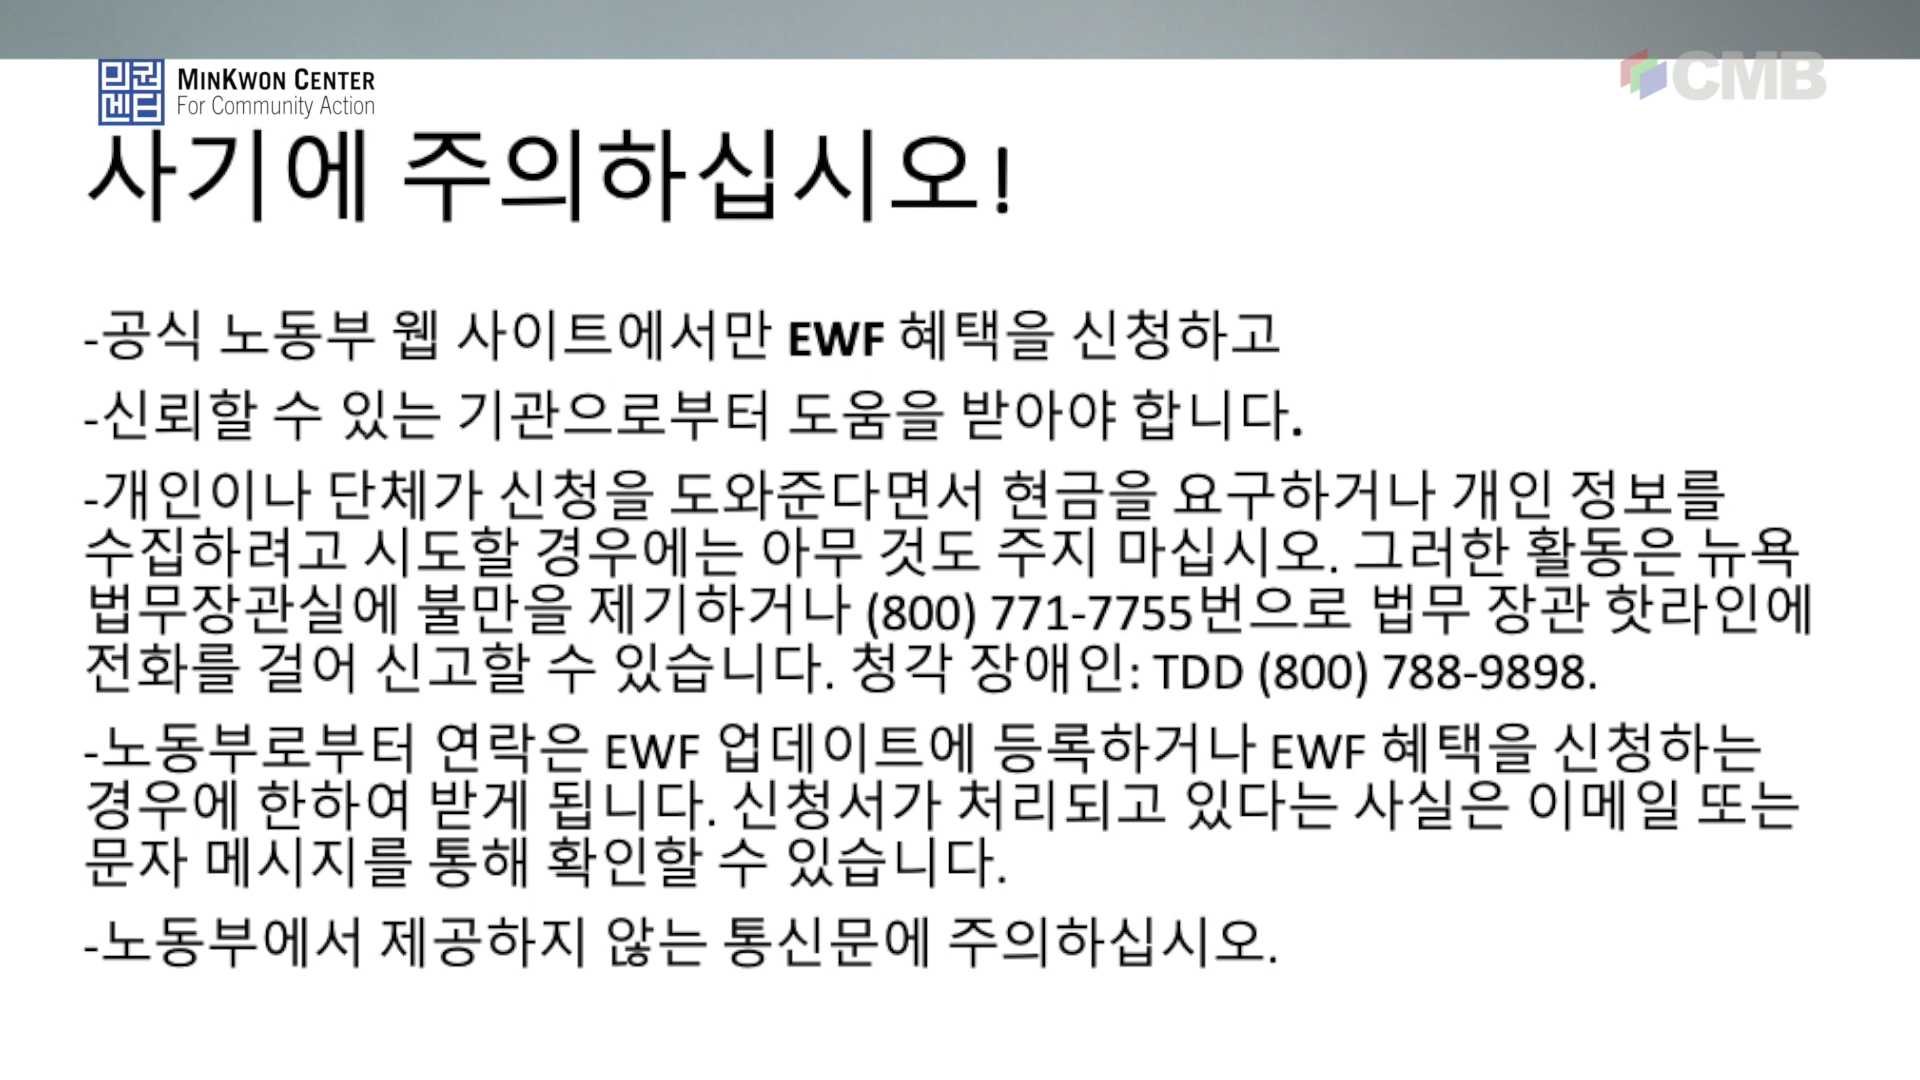 민권센터
MINKWON CENTER
For Community Action
CMB
사기에 주의하십시오!
-공식 노동부 웹 사이트에서만 EWF 혜택을 신청하고
-신뢰할 수 있는 기관으로부터 도움을 받아야 합니다.
-개인이나 단체가 신청을 도와준다면서 현금을 요구하거나 개인 정보를
수집하려고 시도할 경우에는 아무 것도 주지 마십시오. 그러한 활동은 뉴욕
법무장관실에 불만을 제기하거나 (800) 771-7755번으로 법무 장관 핫라인에
전화를 걸어 신고할 수 있습니다. 청각 장애인: TDD (800) 788-9898.
-노동부로부터 연락은 EWF 업데이트에 등록하거나 EWF 혜택을 신청하는
경우에 한하여 받게 됩니다. 신청서가 처리되고 있다는 사실은 이메일 또는
문자 메시지를 통해 확인할 수 있습니다.
-노동부에서 제공하지 않는 통신문에 주의하십시오.